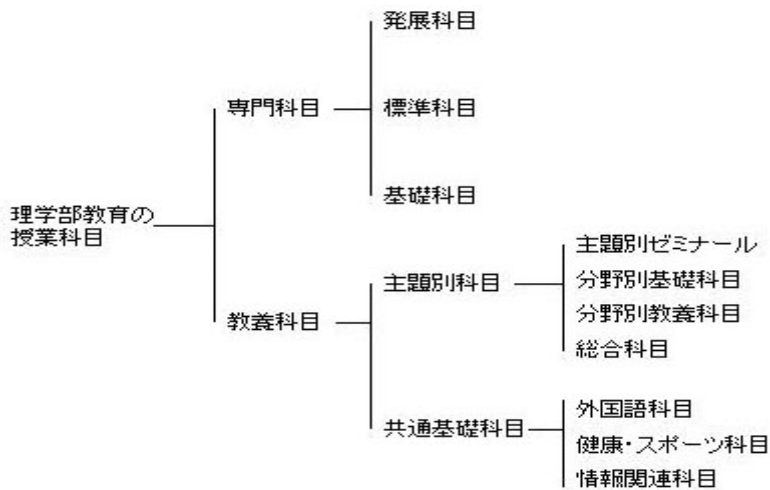 発展科目
専門科目
標準科目
基礎科目
理学部教育の
授業科目
主題別ゼミナール
主題別科目
分野別基礎科目
分野別教養科目
教養科目
総合科目
外国語科目
共通基礎科目
健康・スポーツ科目
情報関連科目